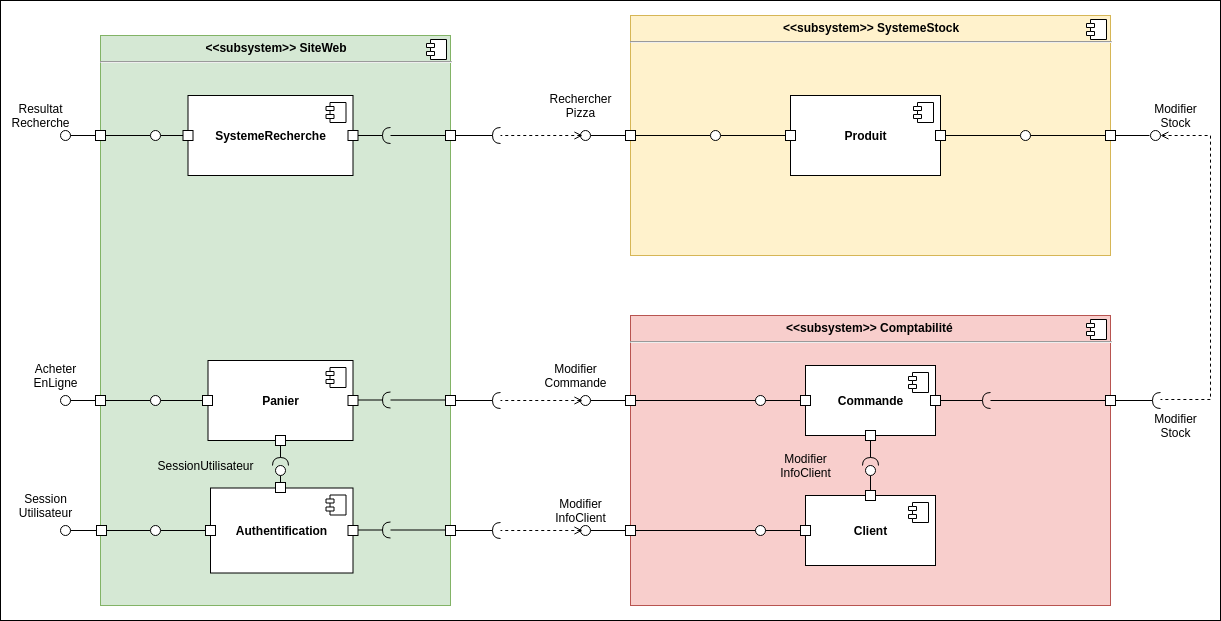 <<subsystem>> SiteWeb
<<subsystem>> SystemeStock
Resultat
Recherche
SystemeRecherche
Rechercher
Pizza
Produit
Modifier
Stock
<<subsystem>> Comptabilité
Acheter
EnLigne
Panier
Modifier
Commande
Commande
Modifier
Stock
SessionUtilisateur
Modifier
InfoClient
Session
Utilisateur
Authentification
Modifier
InfoClient
Client